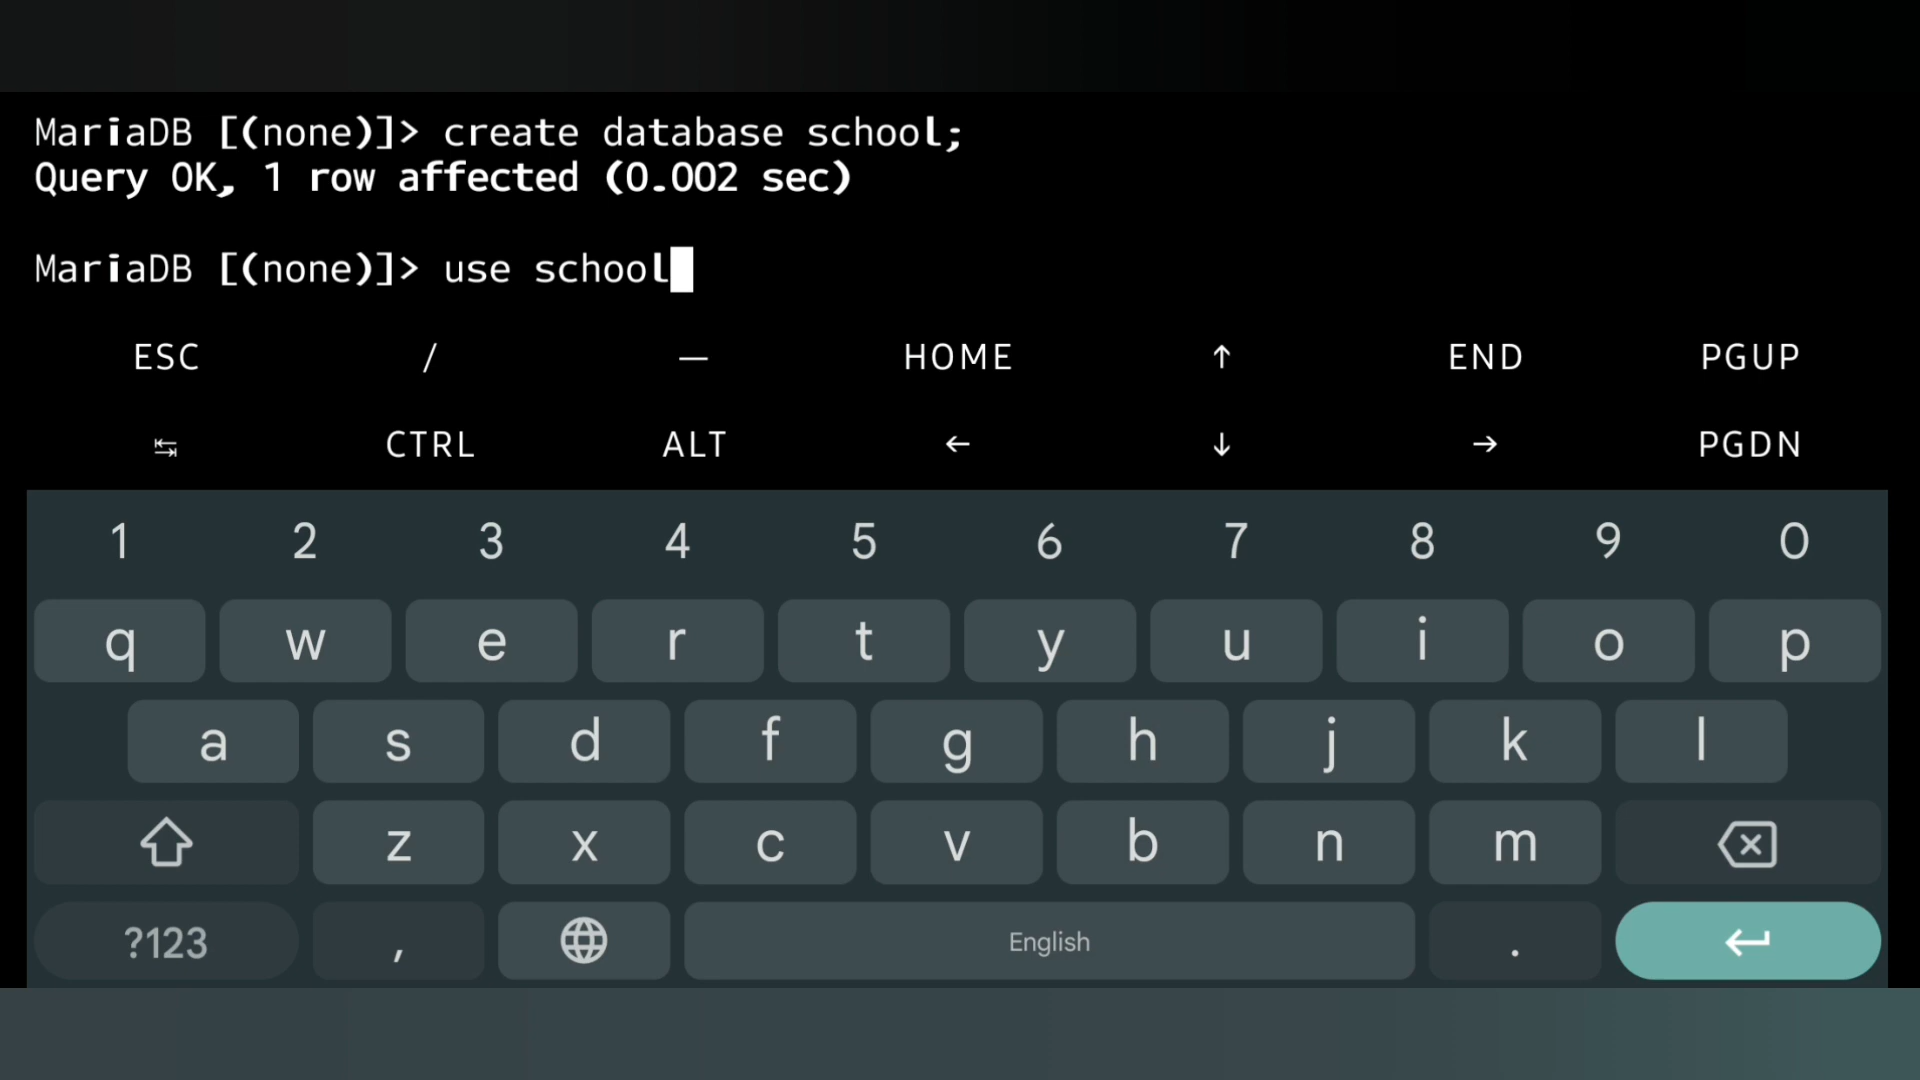 MariaDB [(none)]> create database school;
Query OK, 1 row affected (0.002 sec)
MariaDB [(none)]> use school
ESC / — HOME ↑ END PGUP
↹ CTRL ALT ← ↓ → PGDN
1 2 3 4 5 6 7 8 9 0
q w e r t y u i o p
a s d f g h j k l
z x c v b n m
?123 , English .